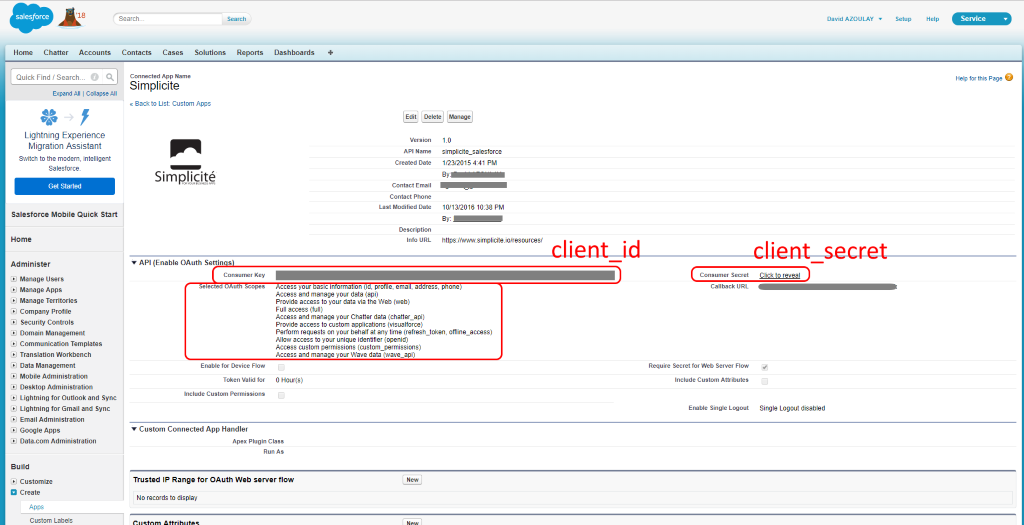 salesforce
'18
Search...
Search
David AZOULAY
Setup
Help
Service
Home Chatter Accounts Contacts Cases Solutions Reports Dashboards +
Quick Find / Search...
Expand All | Collapse All
Lightning Experience
Migration Assistant
Switch to the modern, intelligent
Salesforce.
Get Started
Salesforce Mobile Quick Start
Home
Administer
Manage Users
Manage Apps
Manage Territories
Company Profile
Security Controls
Domain Management
Communication Templates
Translation Workbench
Data Management
Mobile Administration
Desktop Administration
Lightning for Outlook and Sync
Lightning for Gmail and Sync
Email Administration
Google Apps
Data.com Administration
Build
Customize
Create
Apps
Custom Labels
Connected App Name
Simplicite
Help for this Page
« Back to List: Custom Apps
Edit Delete Manage
Simplicité
FOR YOUR BUSINESS APPS
Version 1.0
API Name simplicite_salesforce
Created Date 1/23/2015 4:41 PM
By:
Contact Email
Contact Phone
Last Modified Date 10/13/2016 10:38 PM
By:
Description
Info URL https://www.simplicite.io/resources/
client_id
client_secret
API (Enable OAuth Settings)
Consumer Key
Consumer Secret Click to reveal
Selected OAuth Scopes Access your basic information (id, profile, email, address, phone)
Callback URL
Access and manage your data (api)
Provide access to your data via the Web (web)
Full access (full)
Access and manage your Chatter data (chatter_api)
Provide access to custom applications (visualforce)
Perform requests on your behalf at any time (refresh_token, offline_access)
Allow access to your unique identifier (openid)
Access custom permissions (custom_permissions)
Access and manage your Wave data (wave_api)
Enable for Device Flow
Require Secret for Web Server Flow
Token Valid for 0 Hour(s)
Include Custom Attributes
Include Custom Permissions
Enable Single Logout Single Logout disabled
Custom Connected App Handler
Apex Plugin Class
Run As
Trusted IP Range for OAuth Web server flow
New
No records to display
Custom Attributes
New